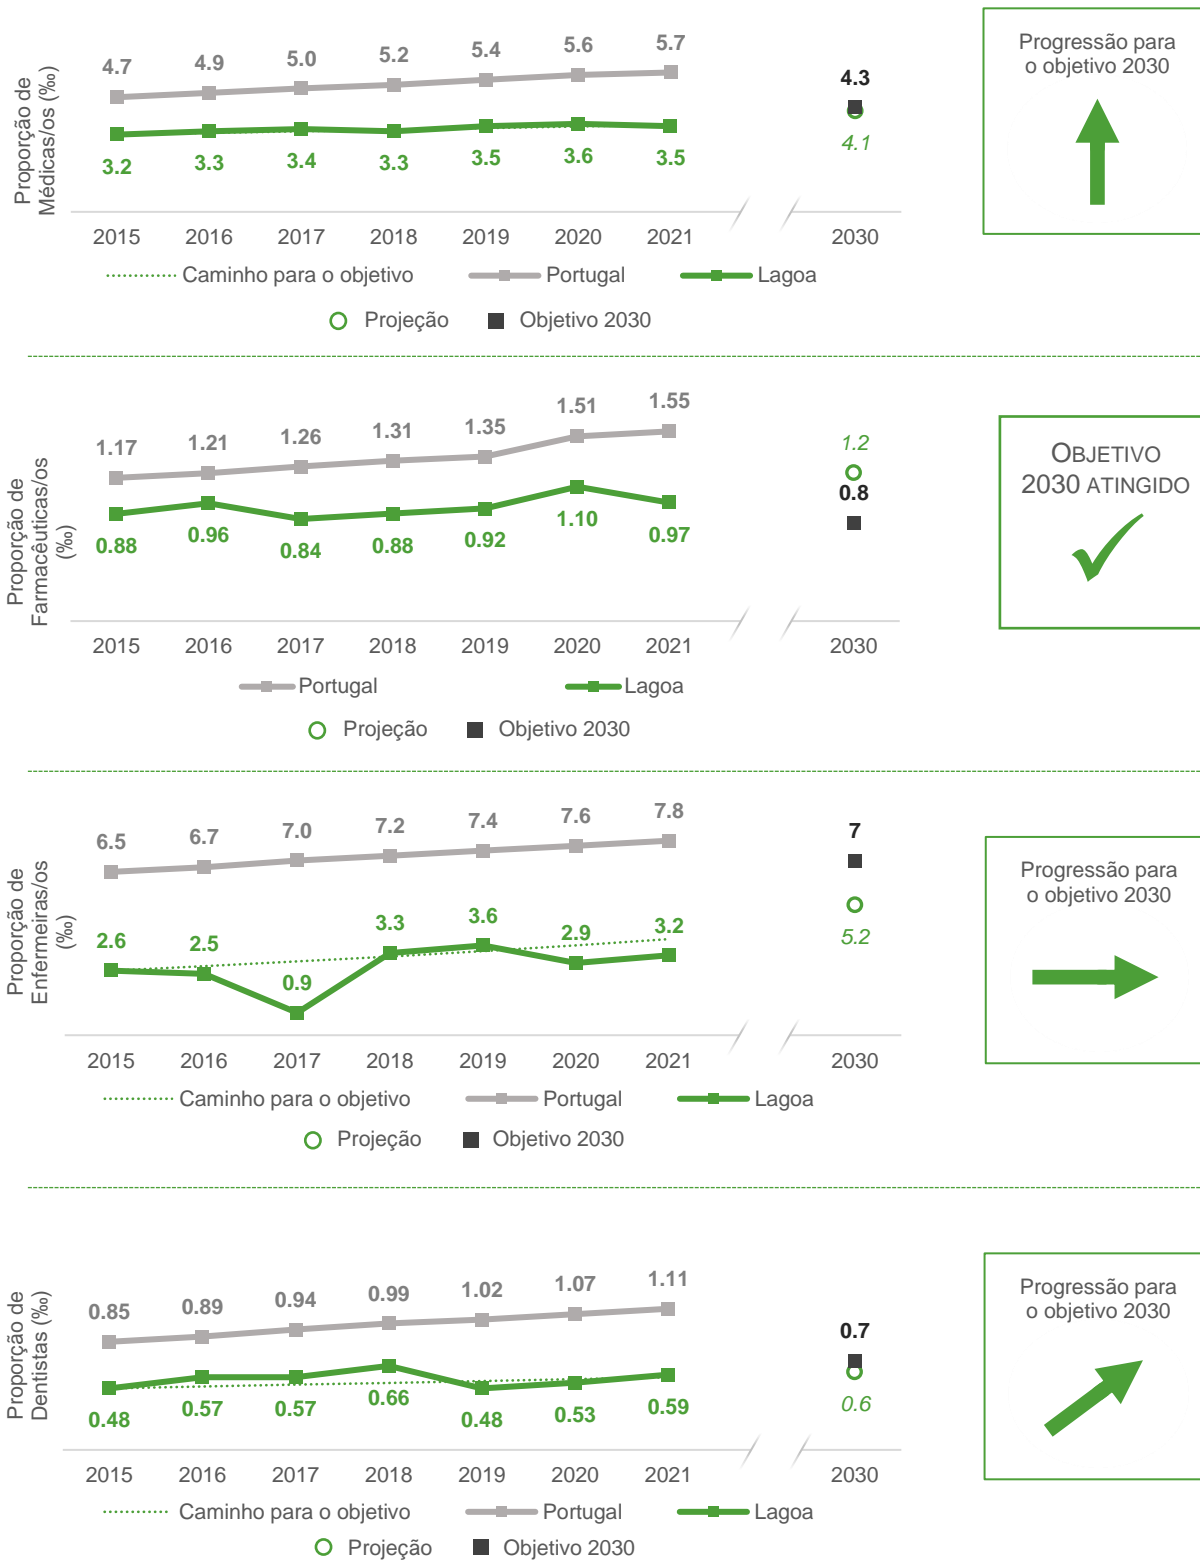 Proporção de
Médicas/os (‰)
4.7 4.9 5.0 5.2 5.4 5.6 5.7
4.3
3.2 3.3 3.4 3.3 3.5 3.6 3.5
4.1
2015 2016 2017 2018 2019 2020 2021 2030
Caminho para o objetivo Portugal Lagoa
Projeção Objetivo 2030
Progressão para
o objetivo 2030
Proporção de
Farmacêuticas/os
(‰)
1.17 1.21 1.26 1.31 1.35 1.51 1.55
1.2
0.8
0.88 0.96 0.84 0.88 0.92 1.10 0.97
2015 2016 2017 2018 2019 2020 2021 2030
Portugal Lagoa
Projeção Objetivo 2030
OBJETIVO
2030 ATINGIDO
Proporção de
Enfermeiras/os
(‰)
6.5 6.7 7.0 7.2 7.4 7.6 7.8
7
2.6 2.5 0.9 3.3 3.6 2.9 3.2
5.2
2015 2016 2017 2018 2019 2020 2021 2030
Caminho para o objetivo Portugal Lagoa
Projeção Objetivo 2030
Progressão para
o objetivo 2030
Proporção de
Dentistas (‰)
0.85 0.89 0.94 0.99 1.02 1.07 1.11
0.7
0.48 0.57 0.57 0.66 0.48 0.53 0.59
0.6
2015 2016 2017 2018 2019 2020 2021 2030
Caminho para o objetivo Portugal Lagoa
Projeção Objetivo 2030
Progressão para
o objetivo 2030